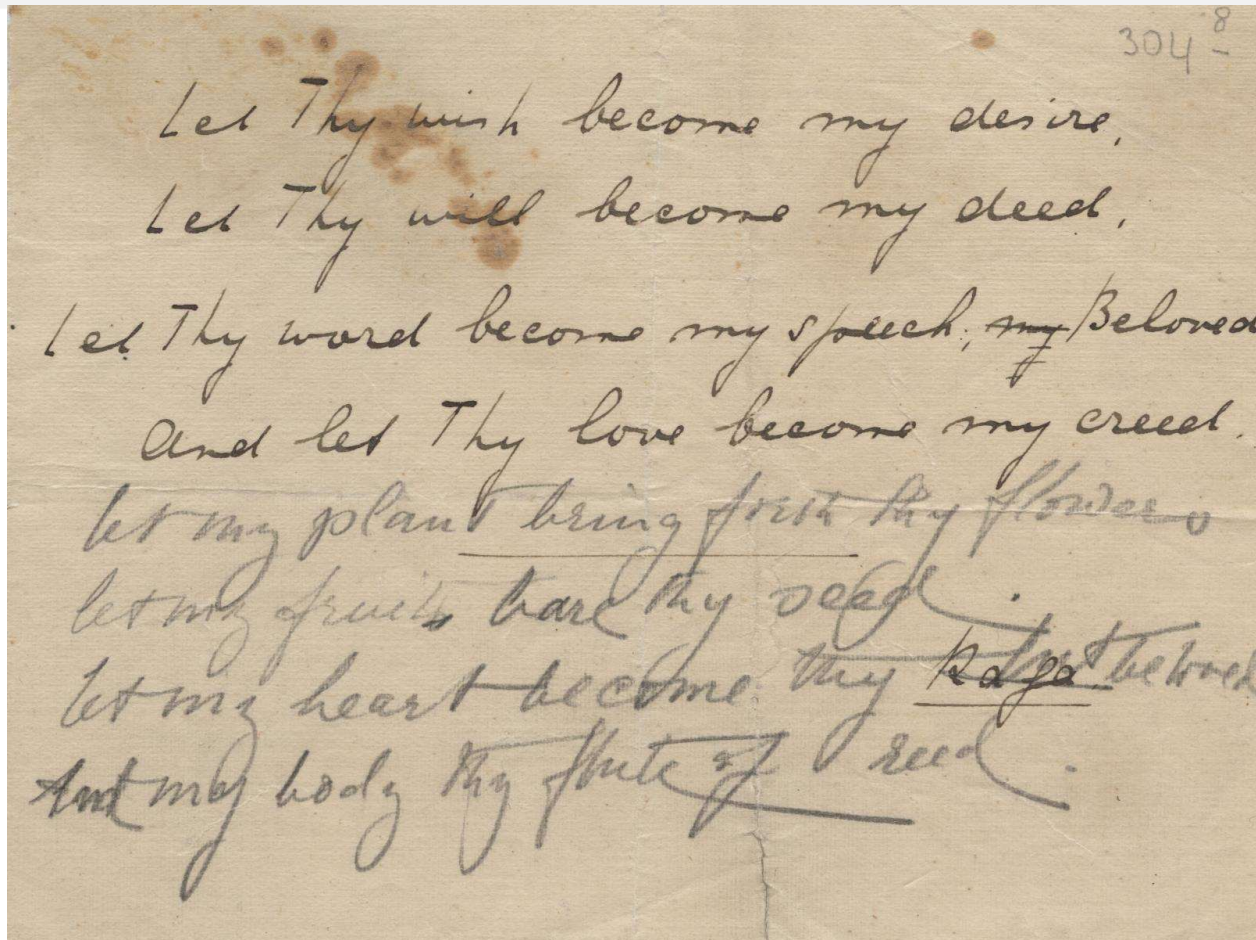 304 8
Let Thy wish become my desire,
Let Thy will become my deed,
Let Thy word become my speech, my Beloved
And let Thy love become my creed.
let my plant bring forth thy flowers
let my fruits bare thy seed.
let my heart become thy Raga beloved
And my body thy flute of reed.